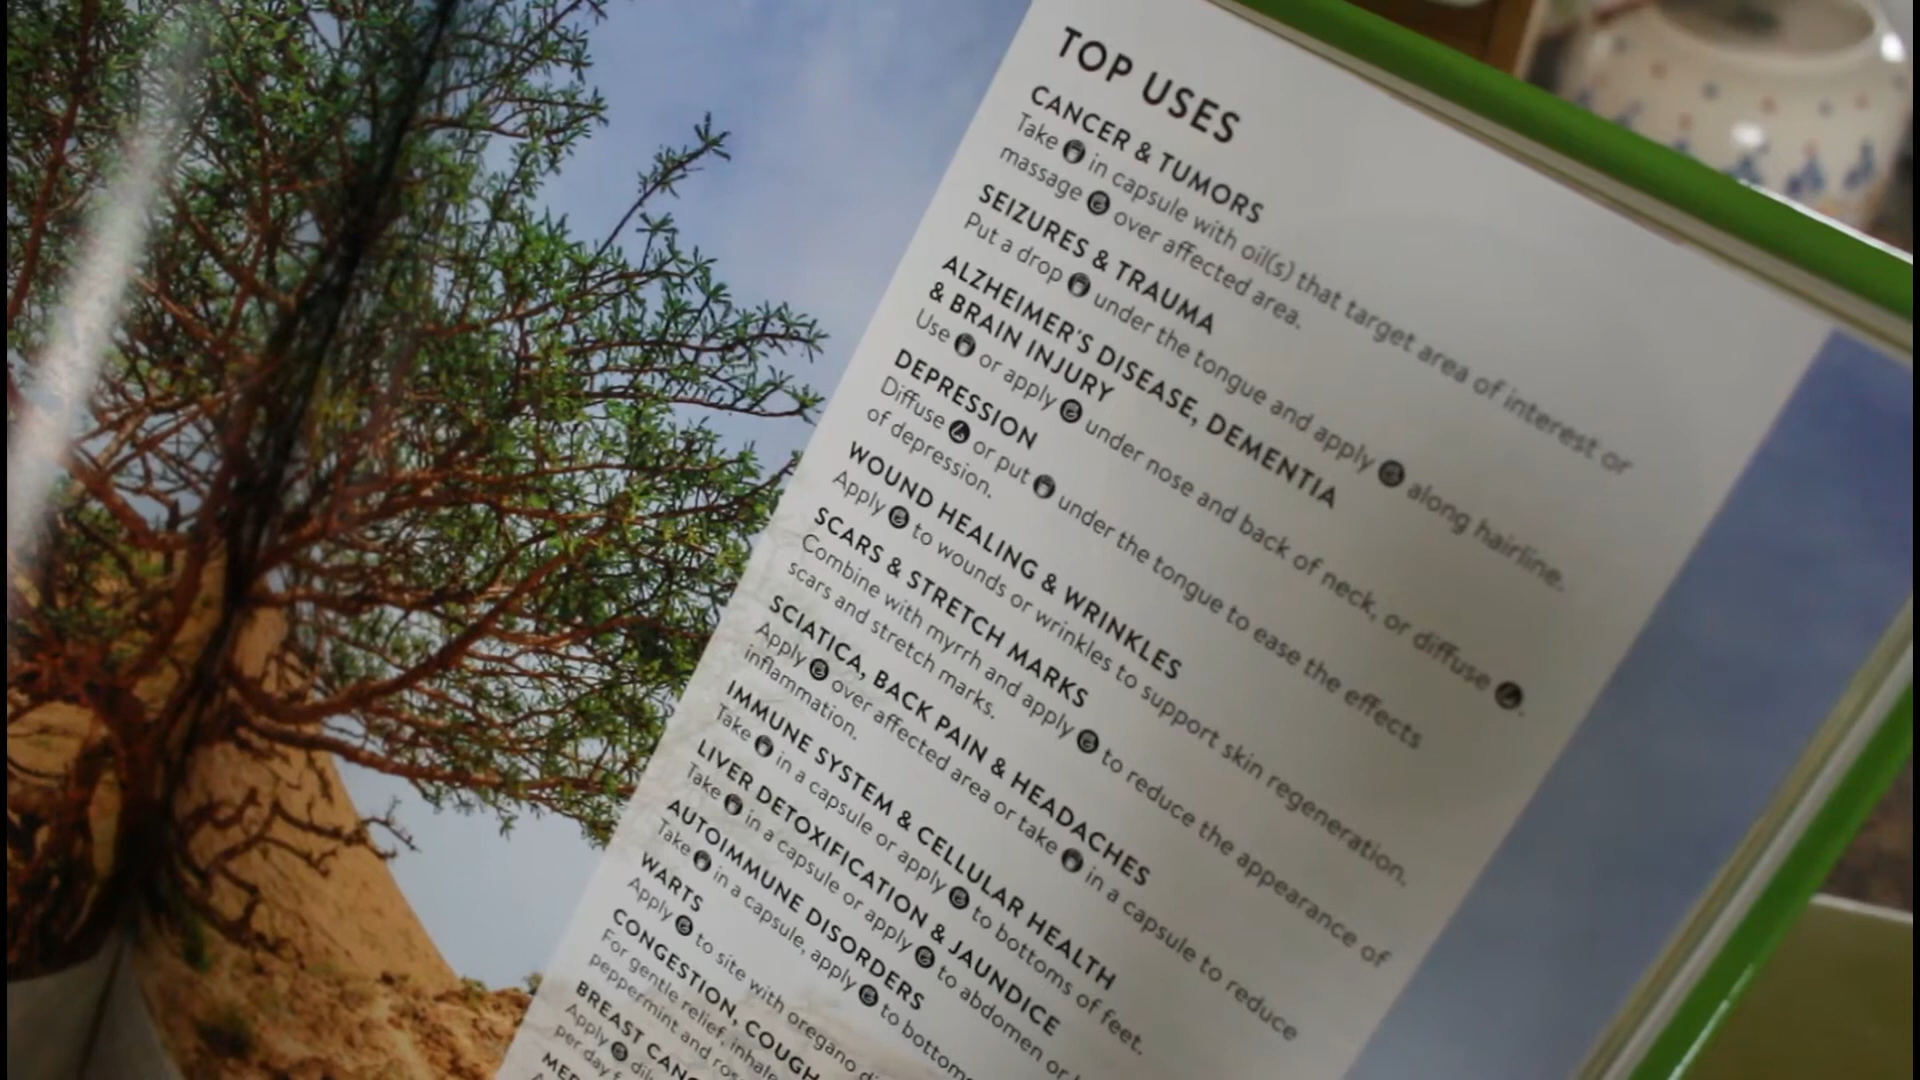 TOP USES
CANCER & TUMORS
Take in capsule with oil(s) that target area of interest or
massage over affected area.
SEIZURES & TRAUMA
Put a drop under the tongue and apply along hairline.
ALZHEIMER'S DISEASE, DEMENTIA
& BRAIN INJURY
Use or apply under nose and back of neck, or diffuse .
DEPRESSION
Diffuse or put under the tongue to ease the effects
of depression.
WOUND HEALING & WRINKLES
Apply to wounds or wrinkles to support skin regeneration.
SCARS & STRETCH MARKS
Combine with myrrh and apply to reduce the appearance of
scars and stretch marks.
SCIATICA, BACK PAIN & HEADACHES
Apply over affected area or take in a capsule to reduce
inflammation.
IMMUNE SYSTEM & CELLULAR HEALTH
Take in a capsule or apply to bottoms of feet.
LIVER DETOXIFICATION & JAUNDICE
Take in a capsule or apply to abdomen or
AUTOIMMUNE DISORDERS
Take in a capsule, apply to bottoms
WARTS
Apply to site with oregano
CONGESTION, COUGH
For gentle relief, inhale
peppermint and
BREAST CANC
Apply
per day